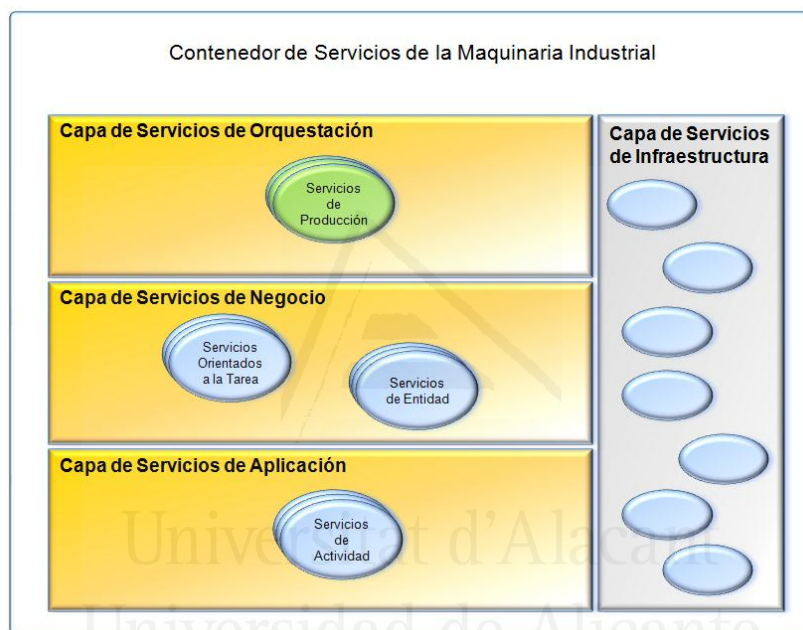 Contenedor de Servicios de la Maquinaria Industrial
Capa de Servicios de Orquestación
Servicios
de
Producción
Capa de Servicios
de Infraestructura
Capa de Servicios de Negocio
Servicios
Orientados
a la Tarea
Servicios
de Entidad
Capa de Servicios de Aplicación
Servicios
de
Actividad
Universitat d'Alacant
Universidad de Alicante